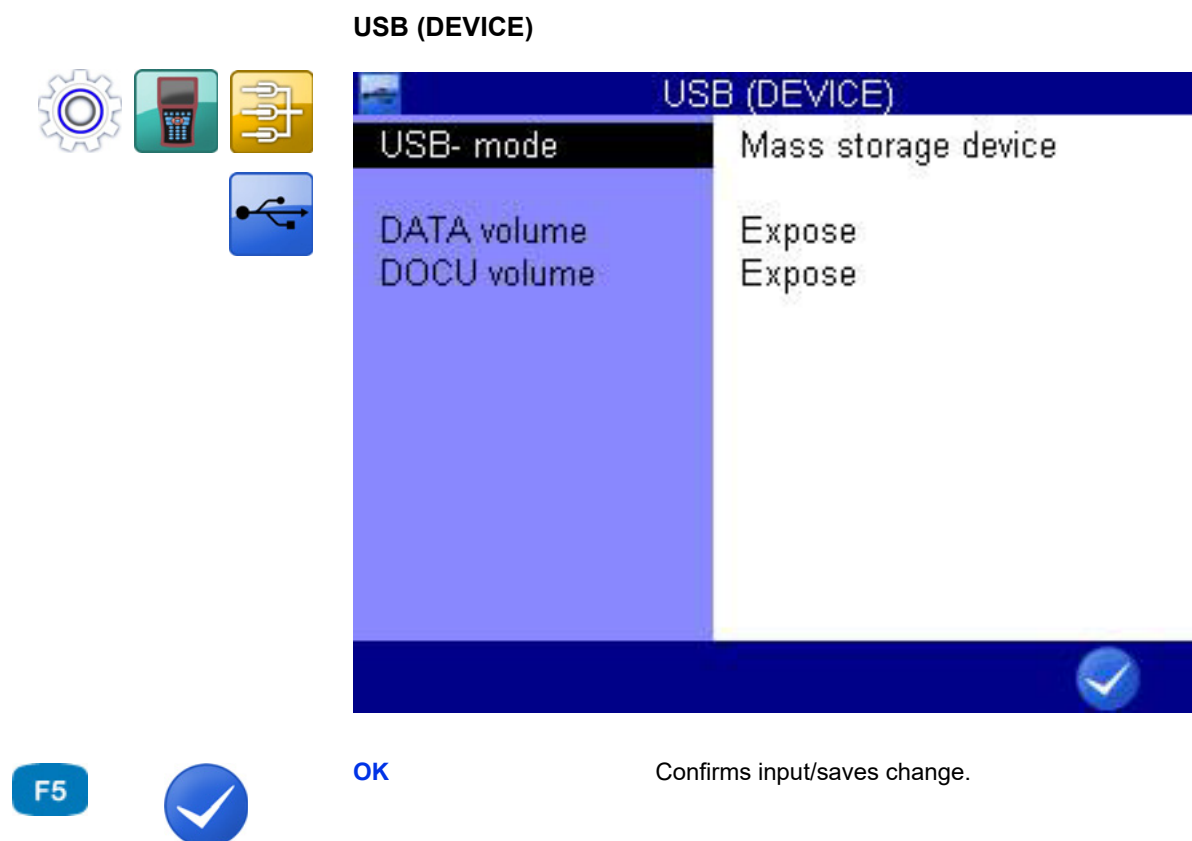 USB (DEVICE)
USB (DEVICE)
USB- mode Mass storage device
DATA volume Expose
DOCU volume Expose
F5 OK Confirms input/saves change.